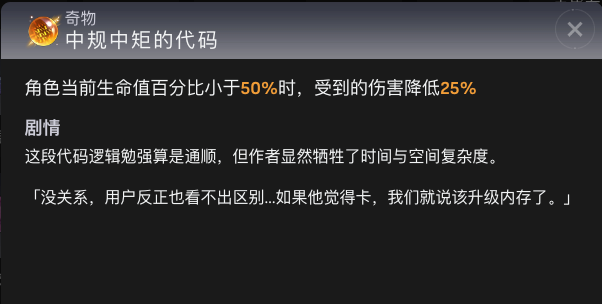 奇物
中规中矩的代码
角色当前生命值百分比小于50%时，受到的伤害降低25%
剧情
这段代码逻辑勉强算是通顺，但作者显然牺牲了时间与空间复杂度。
「没关系，用户反正也看不出区别...如果他觉得卡，我们就说该升级内存了。」